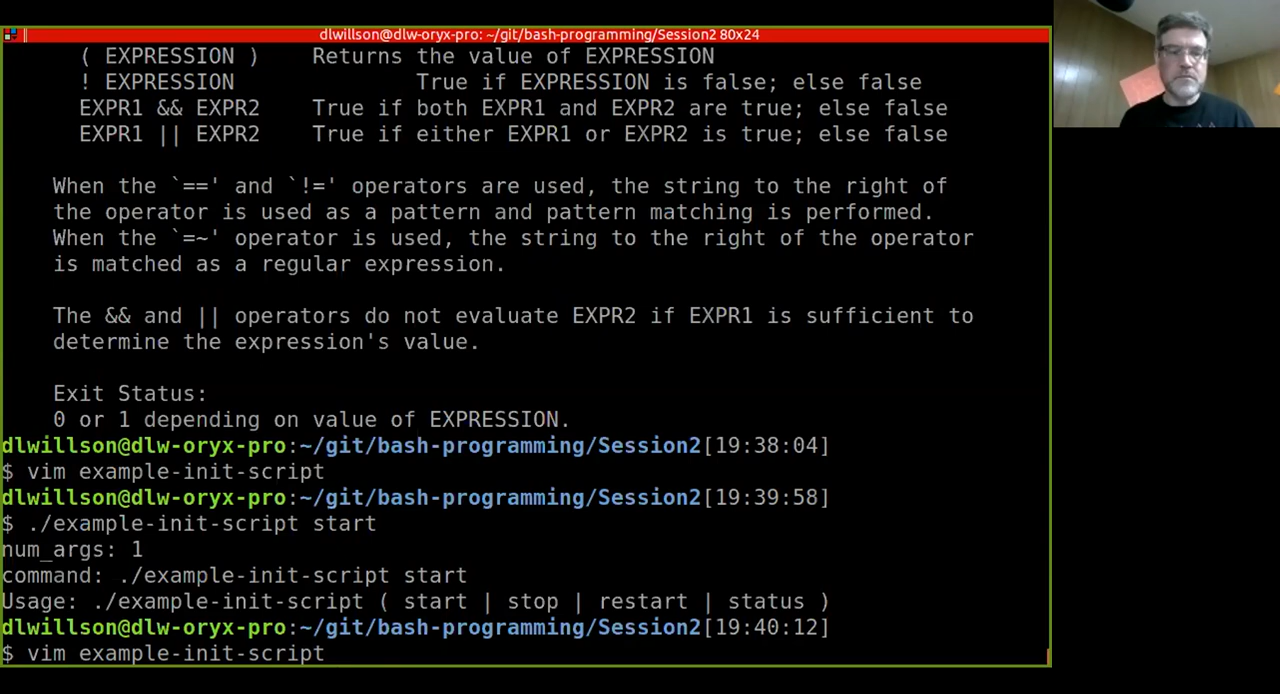 dlwillson@dlw-oryx-pro: ~/git/bash-programming/Session2 80x24
( EXPRESSION )    Returns the value of EXPRESSION
! EXPRESSION              True if EXPRESSION is false; else false
EXPR1 && EXPR2    True if both EXPR1 and EXPR2 are true; else false
EXPR1 || EXPR2    True if either EXPR1 or EXPR2 is true; else false
When the `==' and `!=' operators are used, the string to the right of
the operator is used as a pattern and pattern matching is performed.
When the `=~' operator is used, the string to the right of the operator
is matched as a regular expression.
The && and || operators do not evaluate EXPR2 if EXPR1 is sufficient to
determine the expression's value.
Exit Status:
0 or 1 depending on value of EXPRESSION.
dlwillson@dlw-oryx-pro:~/git/bash-programming/Session2[19:38:04]
$ vim example-init-script
dlwillson@dlw-oryx-pro:~/git/bash-programming/Session2[19:39:58]
$ ./example-init-script start
num_args: 1
command: ./example-init-script start
Usage: ./example-init-script ( start | stop | restart | status )
dlwillson@dlw-oryx-pro:~/git/bash-programming/Session2[19:40:12]
$ vim example-init-script